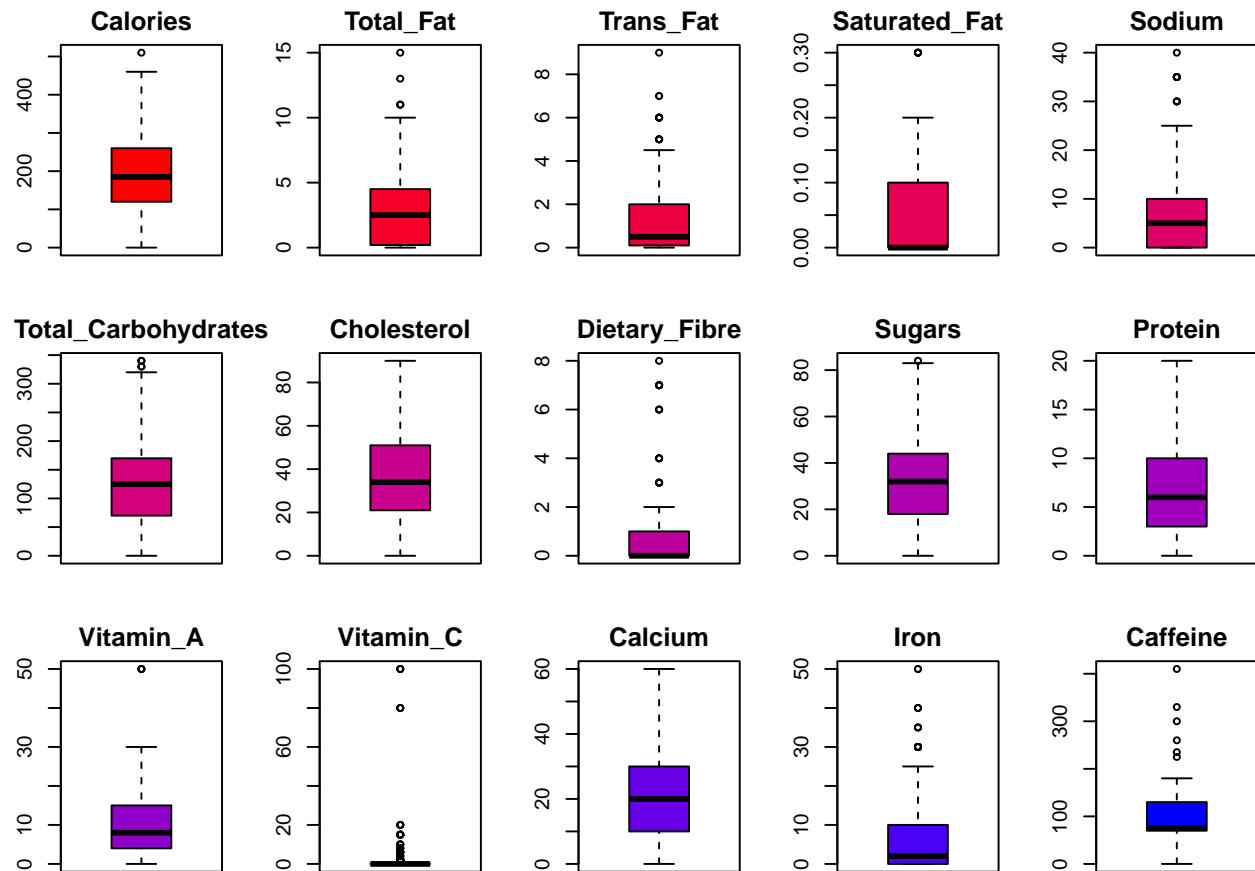 Calories Total_Fat Trans_Fat Saturated_Fat Sodium
0 200 400
0 5 10 15
0 2 4 6 8
0.00 0.10 0.20 0.30
0 10 20 30 40
Total_Carbohydrates Cholesterol Dietary_Fibre Sugars Protein
0 100 200 300
0 20 40 60 80
0 2 4 6 8
0 20 40 60 80
0 5 10 15 20
Vitamin_A Vitamin_C Calcium Iron Caffeine
0 10 30 50
0 20 60 100
0 20 40 60
0 10 30 50
0 100 300